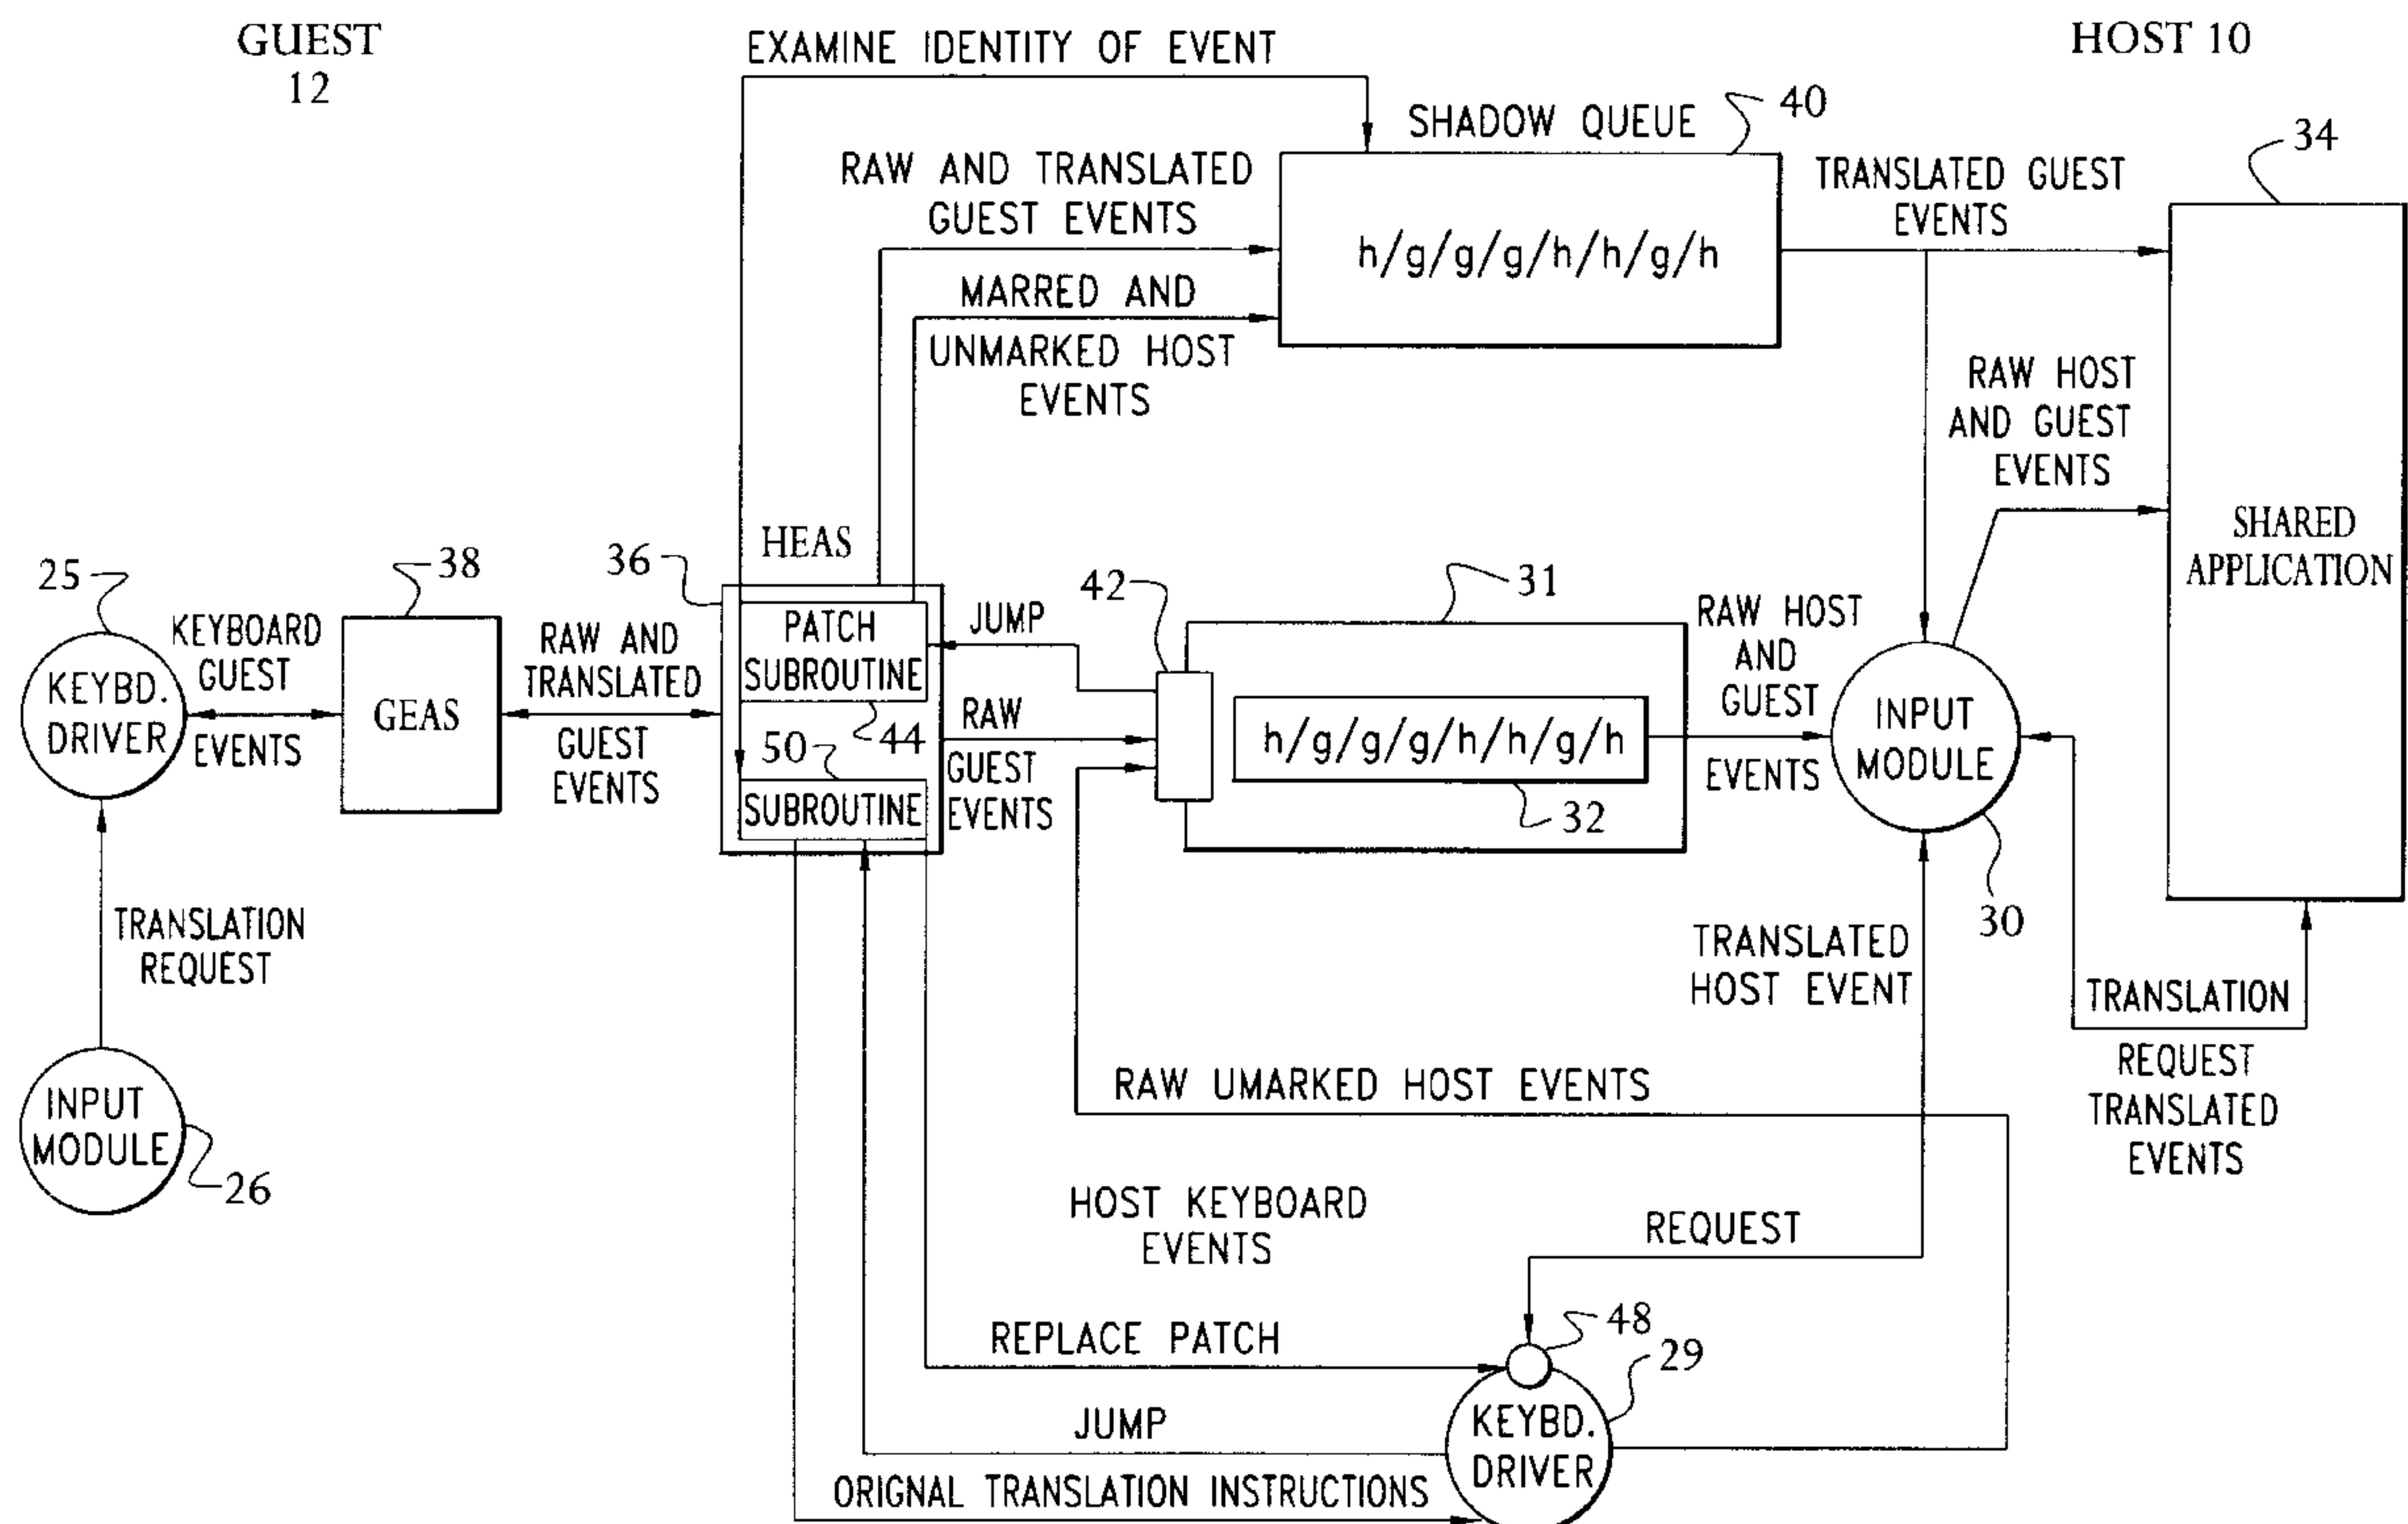 GUEST
12
HOST 10
EXAMINE IDENTITY OF EVENT
SHADOW QUEUE
40
34
RAW AND TRANSLATED
GUEST EVENTS
h/g/g/g/h/h/g/h
TRANSLATED GUEST
EVENTS
MARRED AND
UNMARKED HOST
EVENTS
RAW HOST
AND GUEST
EVENTS
SHARED
APPLICATION
25
38
36
HEAS
42
31
KEYBD.
DRIVER
KEYBOARD
GUEST
EVENTS
GEAS
RAW AND
TRANSLATED
GUEST
EVENTS
PATCH
SUBROUTINE
44
50
SUBROUTINE
JUMP
RAW
GUEST
EVENTS
h/g/g/g/h/h/g/h
32
RAW HOST
AND
GUEST
EVENTS
INPUT
MODULE
30
TRANSLATION
REQUEST
TRANSLATED
HOST EVENT
TRANSLATION
REQUEST
TRANSLATED
EVENTS
RAW UMARKED HOST EVENTS
INPUT
MODULE
26
HOST KEYBOARD
EVENTS
REQUEST
REPLACE PATCH
48
29
JUMP
KEYBD.
DRIVER
ORIGNAL TRANSLATION INSTRUCTIONS